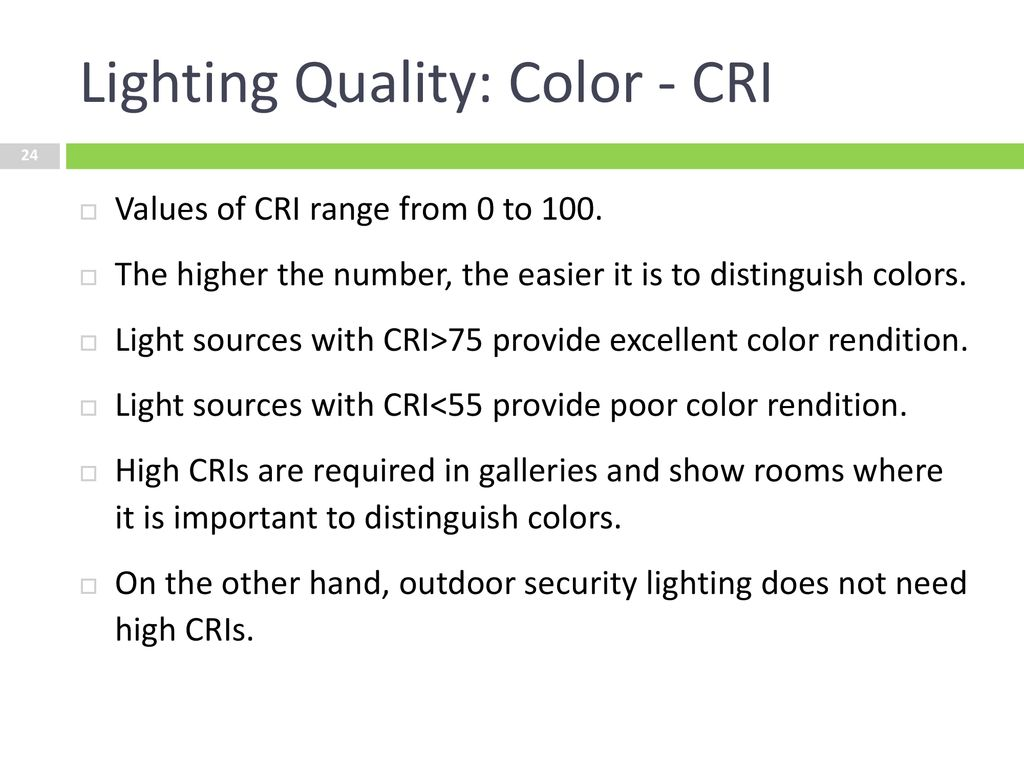 Lighting Quality: Color - CRI
24
Values of CRI range from 0 to 100.
The higher the number, the easier it is to distinguish colors.
Light sources with CRI>75 provide excellent color rendition.
Light sources with CRI<55 provide poor color rendition.
High CRIs are required in galleries and show rooms where
it is important to distinguish colors.
On the other hand, outdoor security lighting does not need
high CRIs.